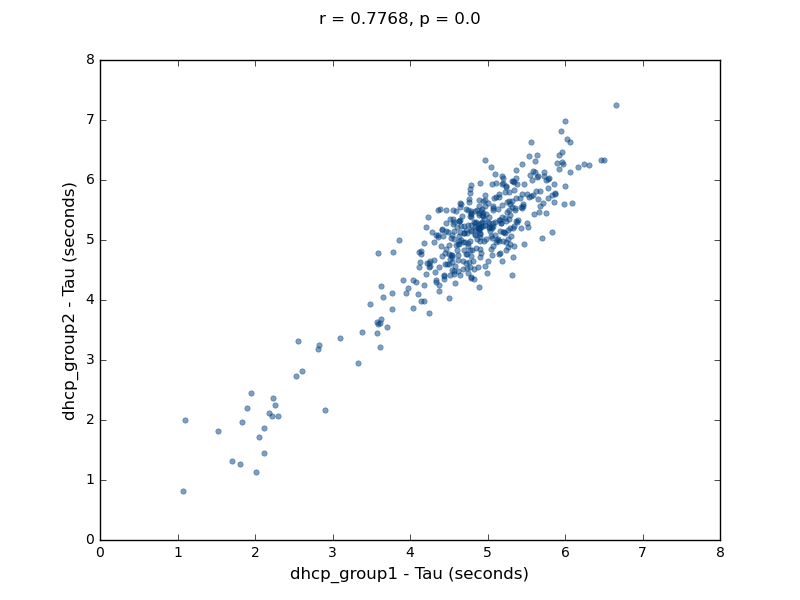 r = 0.7768, p = 0.0
8
7
6
5
4
3
2
1
0
dhcp_group2 - Tau (seconds)
0 1 2 3 4 5 6 7 8
dhcp_group1 - Tau (seconds)